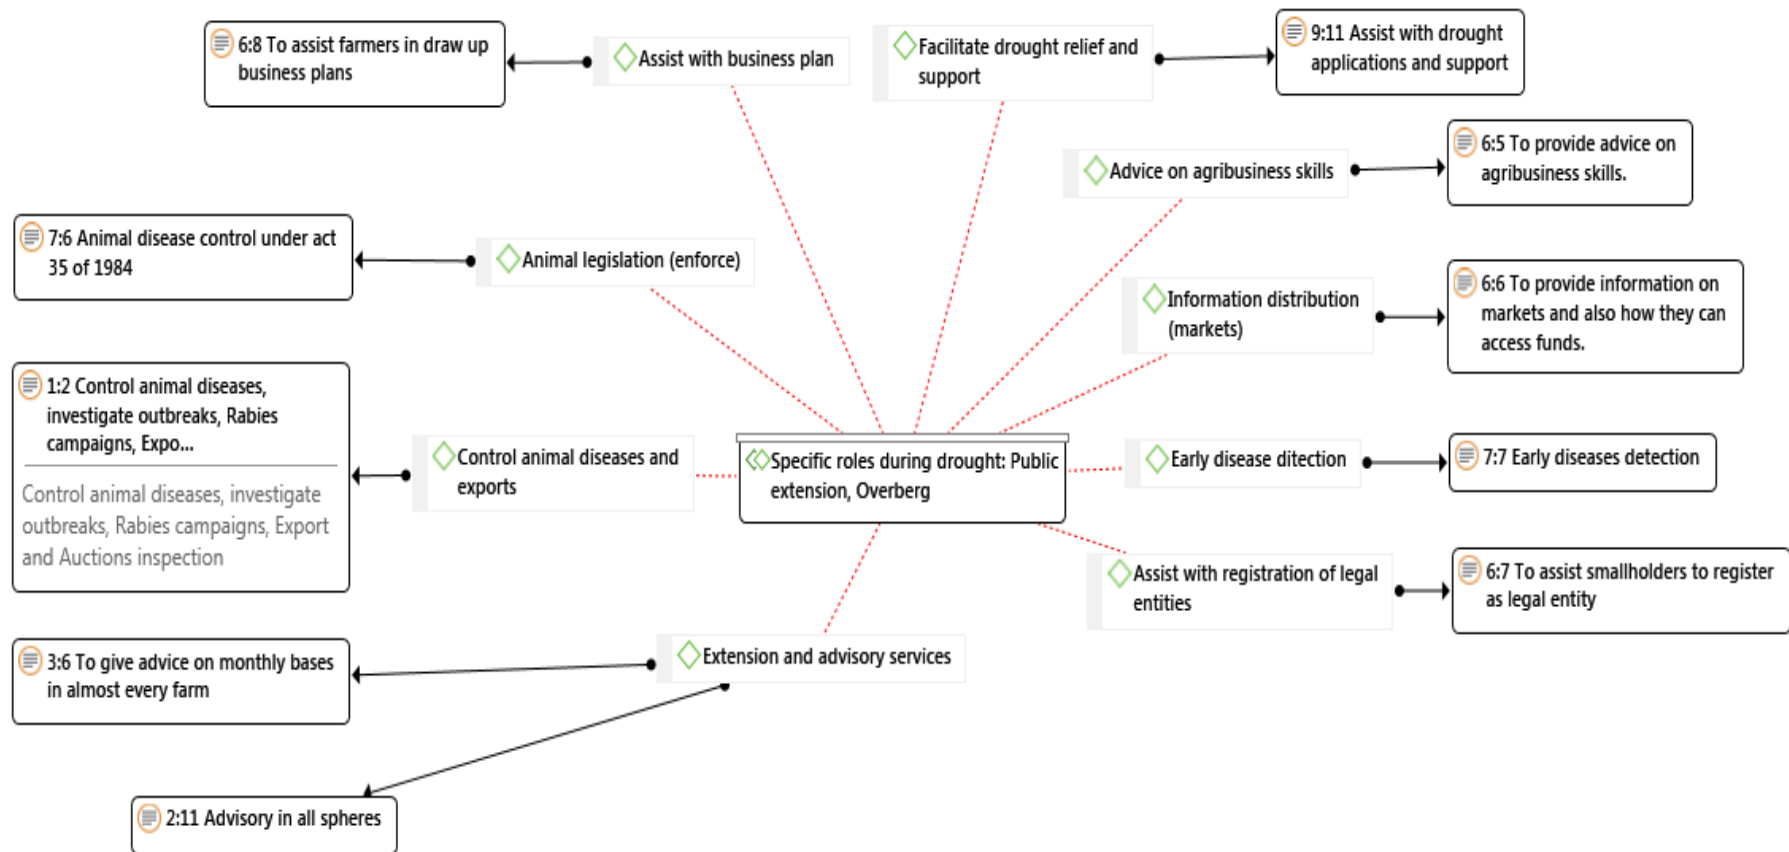 6:8 To assist farmers in draw up
business plans
Assist with business plan
Facilitate drought relief and
support
9:11 Assist with drought
applications and support
Advice on agribusiness skills
6:5 To provide advice on
agribusiness skills.
7:6 Animal disease control under act
35 of 1984
Animal legislation (enforce)
Information distribution
(markets)
6:6 To provide information on
markets and also how they can
access funds.
1:2 Control animal diseases,
investigate outbreaks, Rabies
campaigns, Expo...
Control animal diseases, investigate
outbreaks, Rabies campaigns, Export
and Auctions inspection
Control animal diseases and
exports
Specific roles during drought: Public
extension, Overberg
Early disease ditection
7:7 Early diseases detection
Assist with registration of legal
entities
6:7 To assist smallholders to register
as legal entity
Extension and advisory services
3:6 To give advice on monthly bases
in almost every farm
2:11 Advisory in all spheres